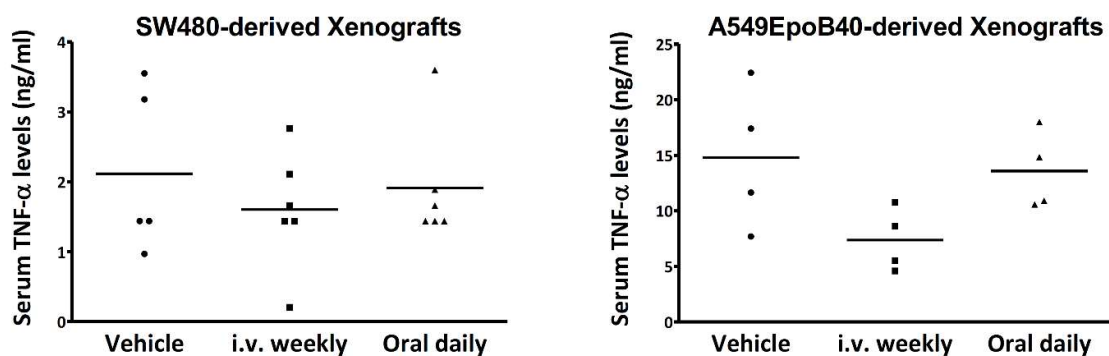 SW480-derived Xenografts
Serum TNF-α levels (ng/ml)
4
3
2
1
0
Vehicle
i.v. weekly
Oral daily
A549EpoB40-derived Xenografts
Serum TNF-α levels (ng/ml)
25
20
15
10
5
0
Vehicle
i.v. weekly
Oral daily